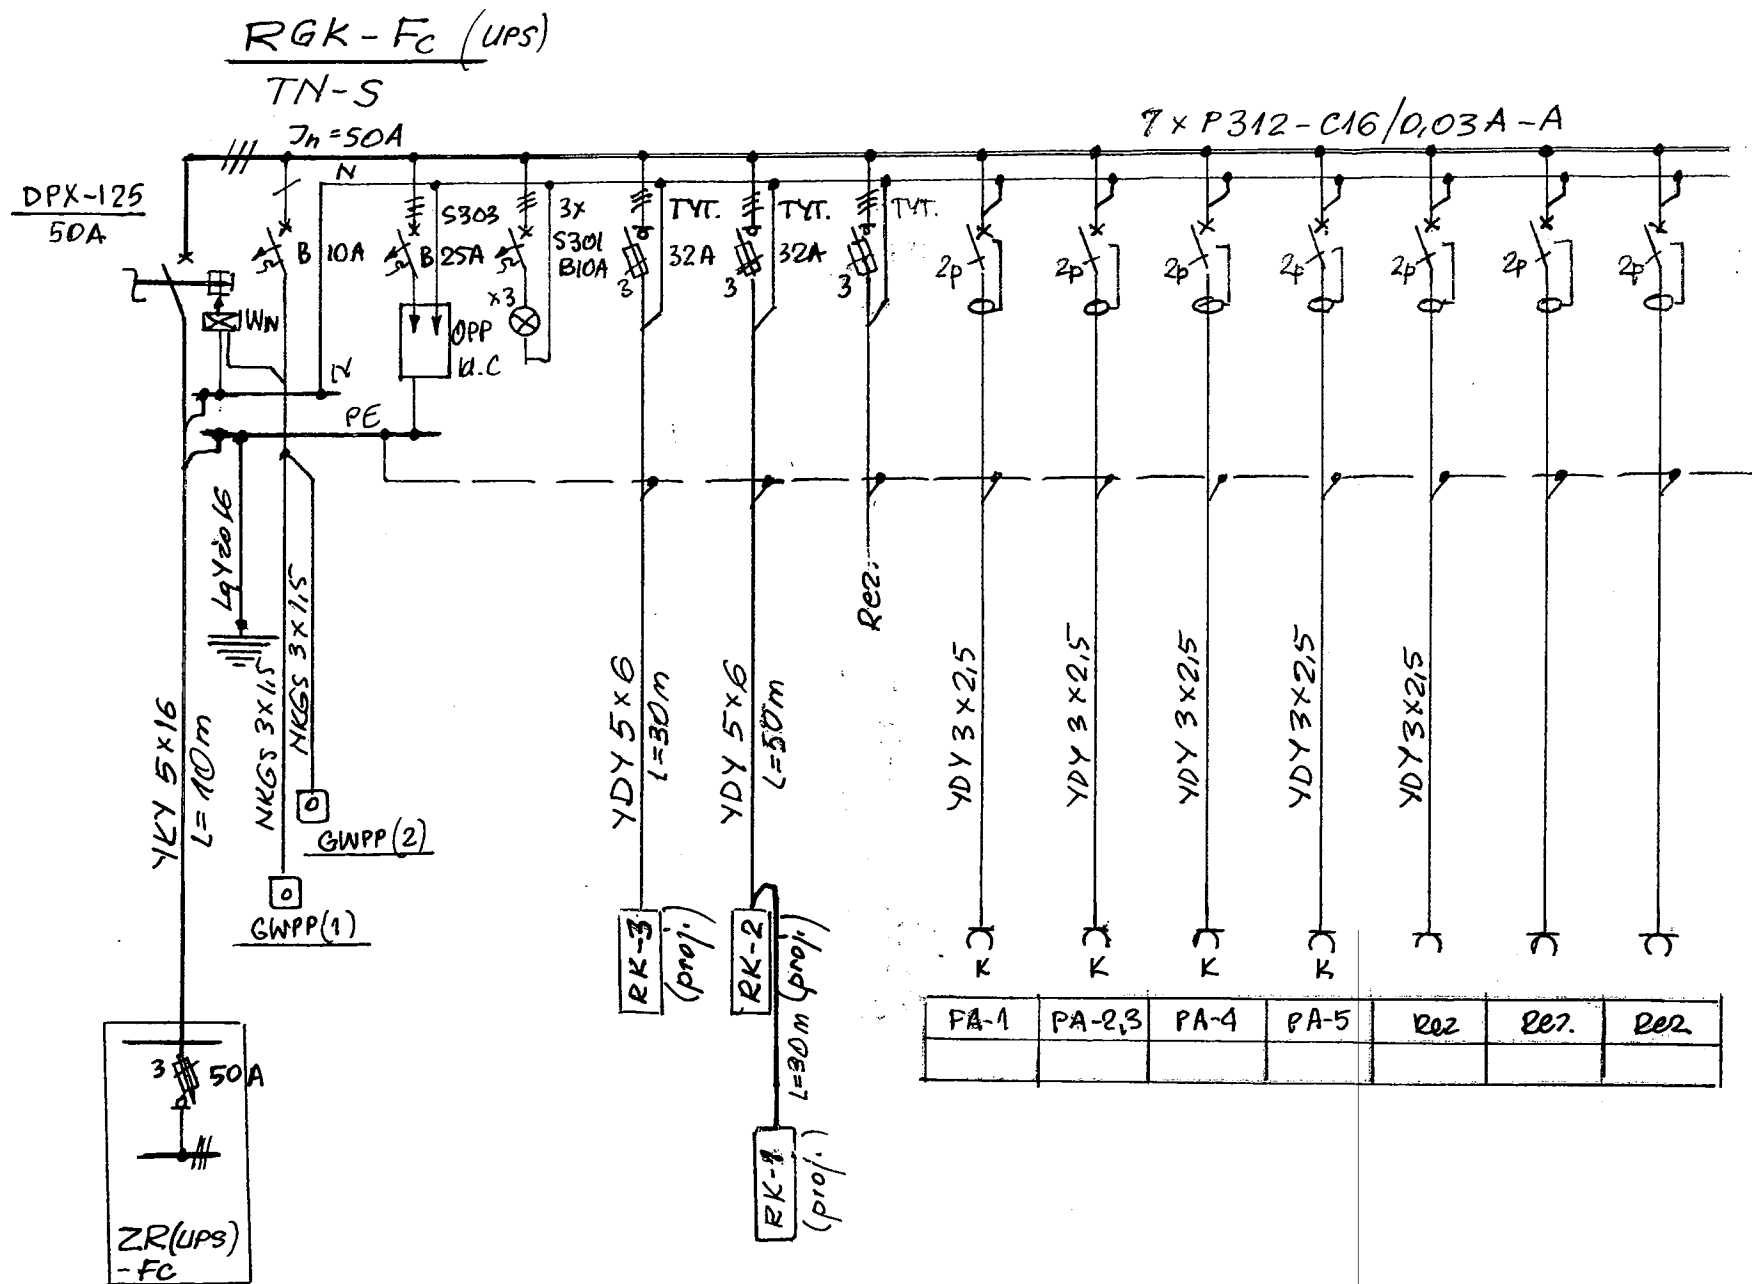 RGK-Fc (UPS)
TN-S
Jn=50A
7x P312-C16/0,03A-A
DPX-125
50A
N
B 10A
S303
B 25A
3x
S301
B10A
x3
TYT.
32A
3
TYT.
32A
3
TYT.
3
2p
2p
2p
2p
2p
2p
2p
WN
OPP
kl.C
N
PE
LgYżo16
NKGS 3x1,5
NKGS 3x1,5
YKY 5x16
L=10m
GWPP(2)
GWPP(1)
YDY 5x6
L=30m
YDY 5x6
L=50m
Rez.
YDY 3x2,5
YDY 3x2,5
YDY 3x2,5
YDY 3x2,5
YDY 3x2,5
RK-3
(proj.)
RK-2
(proj.)
L=30m
RK-1
(proj.)
K
K
K
K
PA-1
PA-2,3
PA-4
PA-5
Rez
Rez.
Rez
3
50A
ZR(UPS)
-FC